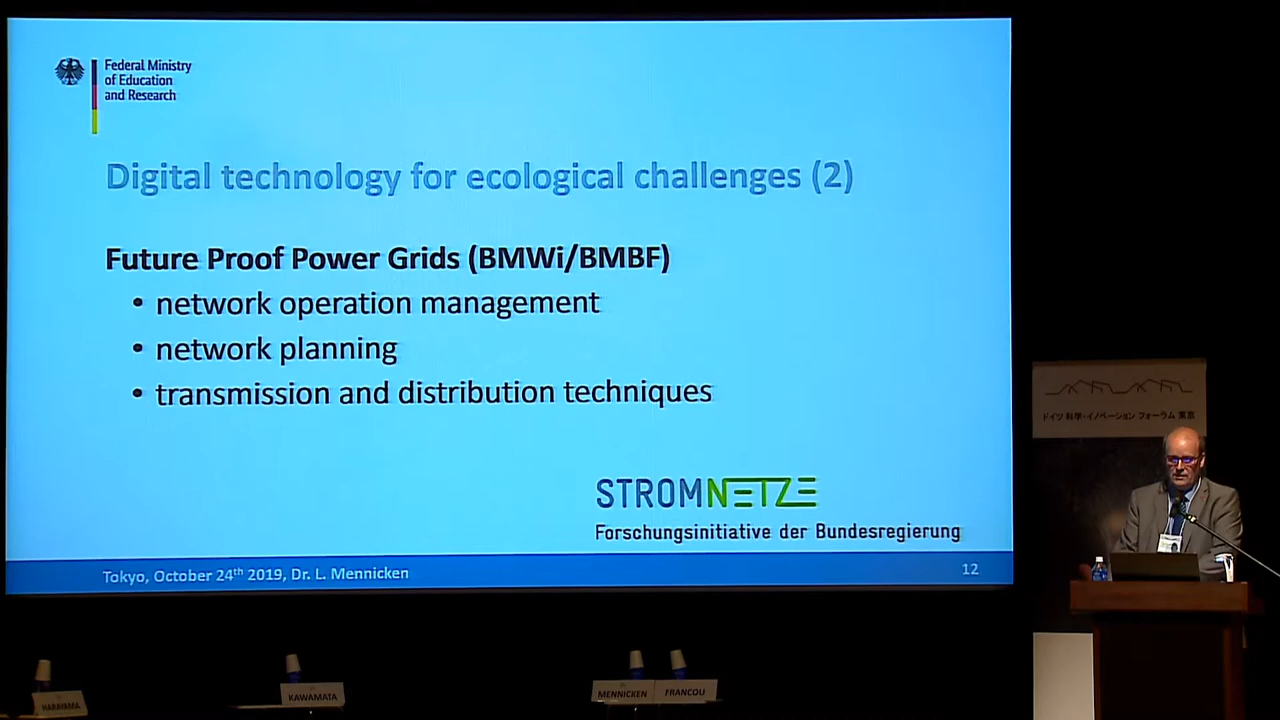 Federal Ministry
of Education
and Research
Digital technology for ecological challenges (2)
Future Proof Power Grids (BMWi/BMBF)
• network operation management
• network planning
• transmission and distribution techniques
STROMNETZE
Forschungsinitiative der Bundesregierung
Tokyo, October 24th 2019, Dr. L. Mennicken
12
ドイツ 科学・イノベーション フォーラム 東京
HARAYAMA
KAWAMATA
MENNICKEN
FRANCOU